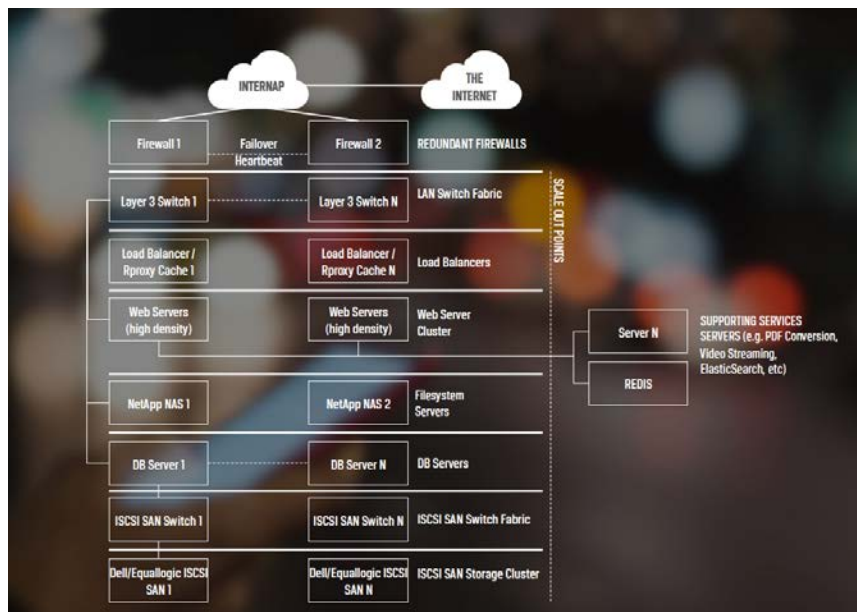 INTERNAP
THE
INTERNET
Firewall 1
Failover
Heartbeat
Firewall 2
REDUNDANT FIREWALLS
SCALE OUT POINTS
Layer 3 Switch 1
Layer 3 Switch N
LAN Switch Fabric
Load Balancer /
Rproxy Cache 1
Load Balancer /
Rproxy Cache N
Load Balancers
Web Servers
(high density)
Web Servers
(high density)
Web Server
Cluster
Server N
SUPPORTING SERVICES
SERVERS (e.g. PDF Conversion,
Video Streaming,
ElasticSearch, etc)
REDIS
NetApp NAS 1
NetApp NAS 2
Filesystem
Servers
DB Server 1
DB Server N
DB Servers
ISCSI SAN Switch 1
ISCSI SAN Switch N
ISCSI SAN Switch Fabric
Dell/Equallogic ISCSI
SAN 1
Dell/Equallogic ISCSI
SAN N
ISCSI SAN Storage Cluster